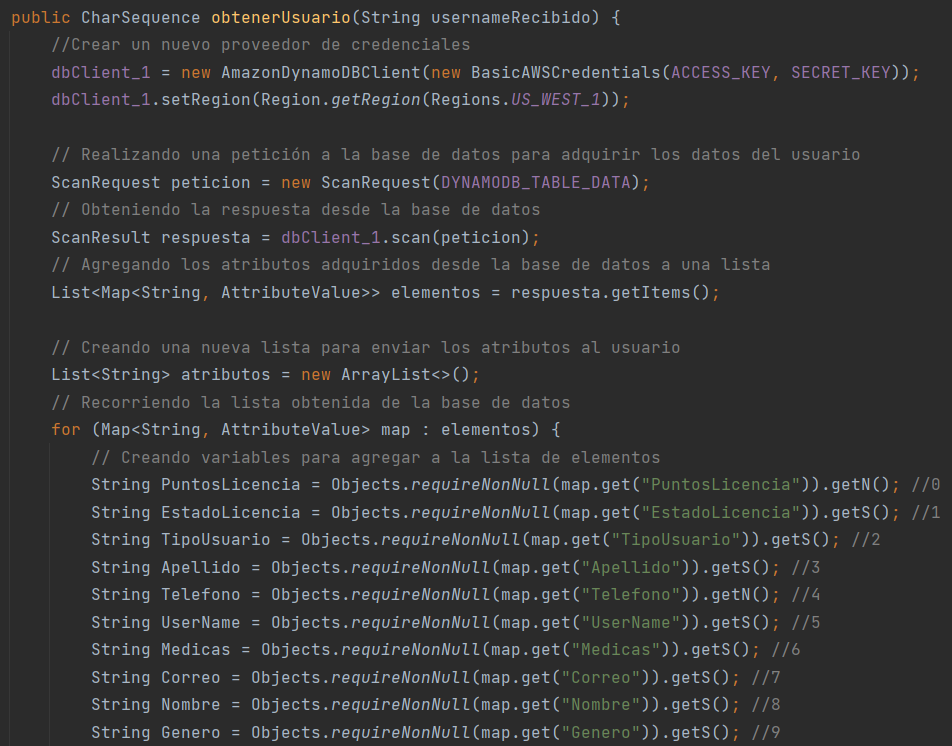 public CharSequence obtenerUsuario(String usernameRecibido) {
//Crear un nuevo proveedor de credenciales
dbClient_1 = new AmazonDynamoDBClient(new BasicAWSCredentials(ACCESS_KEY, SECRET_KEY));
dbClient_1.setRegion(Region.getRegion(Regions.US_WEST_1));
// Realizando una petición a la base de datos para adquirir los datos del usuario
ScanRequest peticion = new ScanRequest(DYNAMODB_TABLE_DATA);
// Obteniendo la respuesta desde la base de datos
ScanResult respuesta = dbClient_1.scan(peticion);
// Agregando los atributos adquiridos desde la base de datos a una lista
List<Map<String, AttributeValue>> elementos = respuesta.getItems();
// Creando una nueva lista para enviar los atributos al usuario
List<String> atributos = new ArrayList<>();
// Recorriendo la lista obtenida de la base de datos
for (Map<String, AttributeValue> map : elementos) {
// Creando variables para agregar a la lista de elementos
String PuntosLicencia = Objects.requireNonNull(map.get("PuntosLicencia")).getN(); //0
String EstadoLicencia = Objects.requireNonNull(map.get("EstadoLicencia")).getS(); //1
String TipoUsuario = Objects.requireNonNull(map.get("TipoUsuario")).getS(); //2
String Apellido = Objects.requireNonNull(map.get("Apellido")).getS(); //3
String Telefono = Objects.requireNonNull(map.get("Telefono")).getN(); //4
String UserName = Objects.requireNonNull(map.get("UserName")).getS(); //5
String Medicas = Objects.requireNonNull(map.get("Medicas")).getS(); //6
String Correo = Objects.requireNonNull(map.get("Correo")).getS(); //7
String Nombre = Objects.requireNonNull(map.get("Nombre")).getS(); //8
String Genero = Objects.requireNonNull(map.get("Genero")).getS(); //9